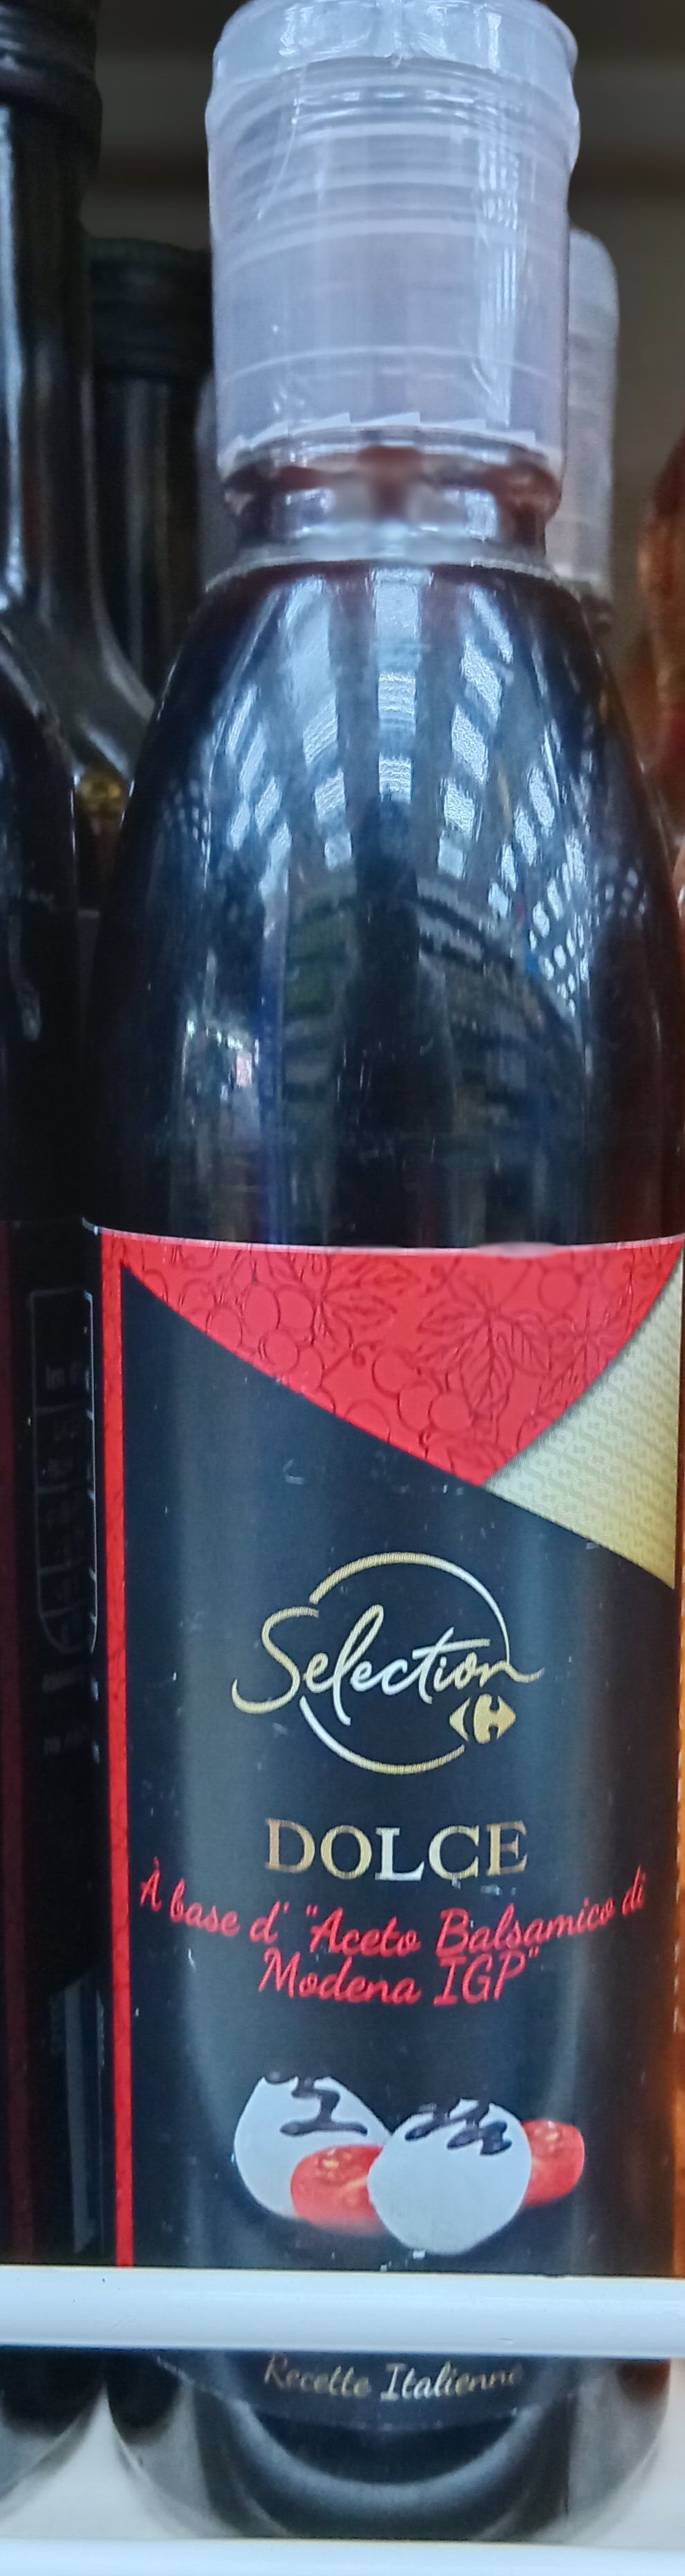 Selection
DOLCE
À base d' "Aceto Balsamico di
Modena IGP"
Recette Italienne